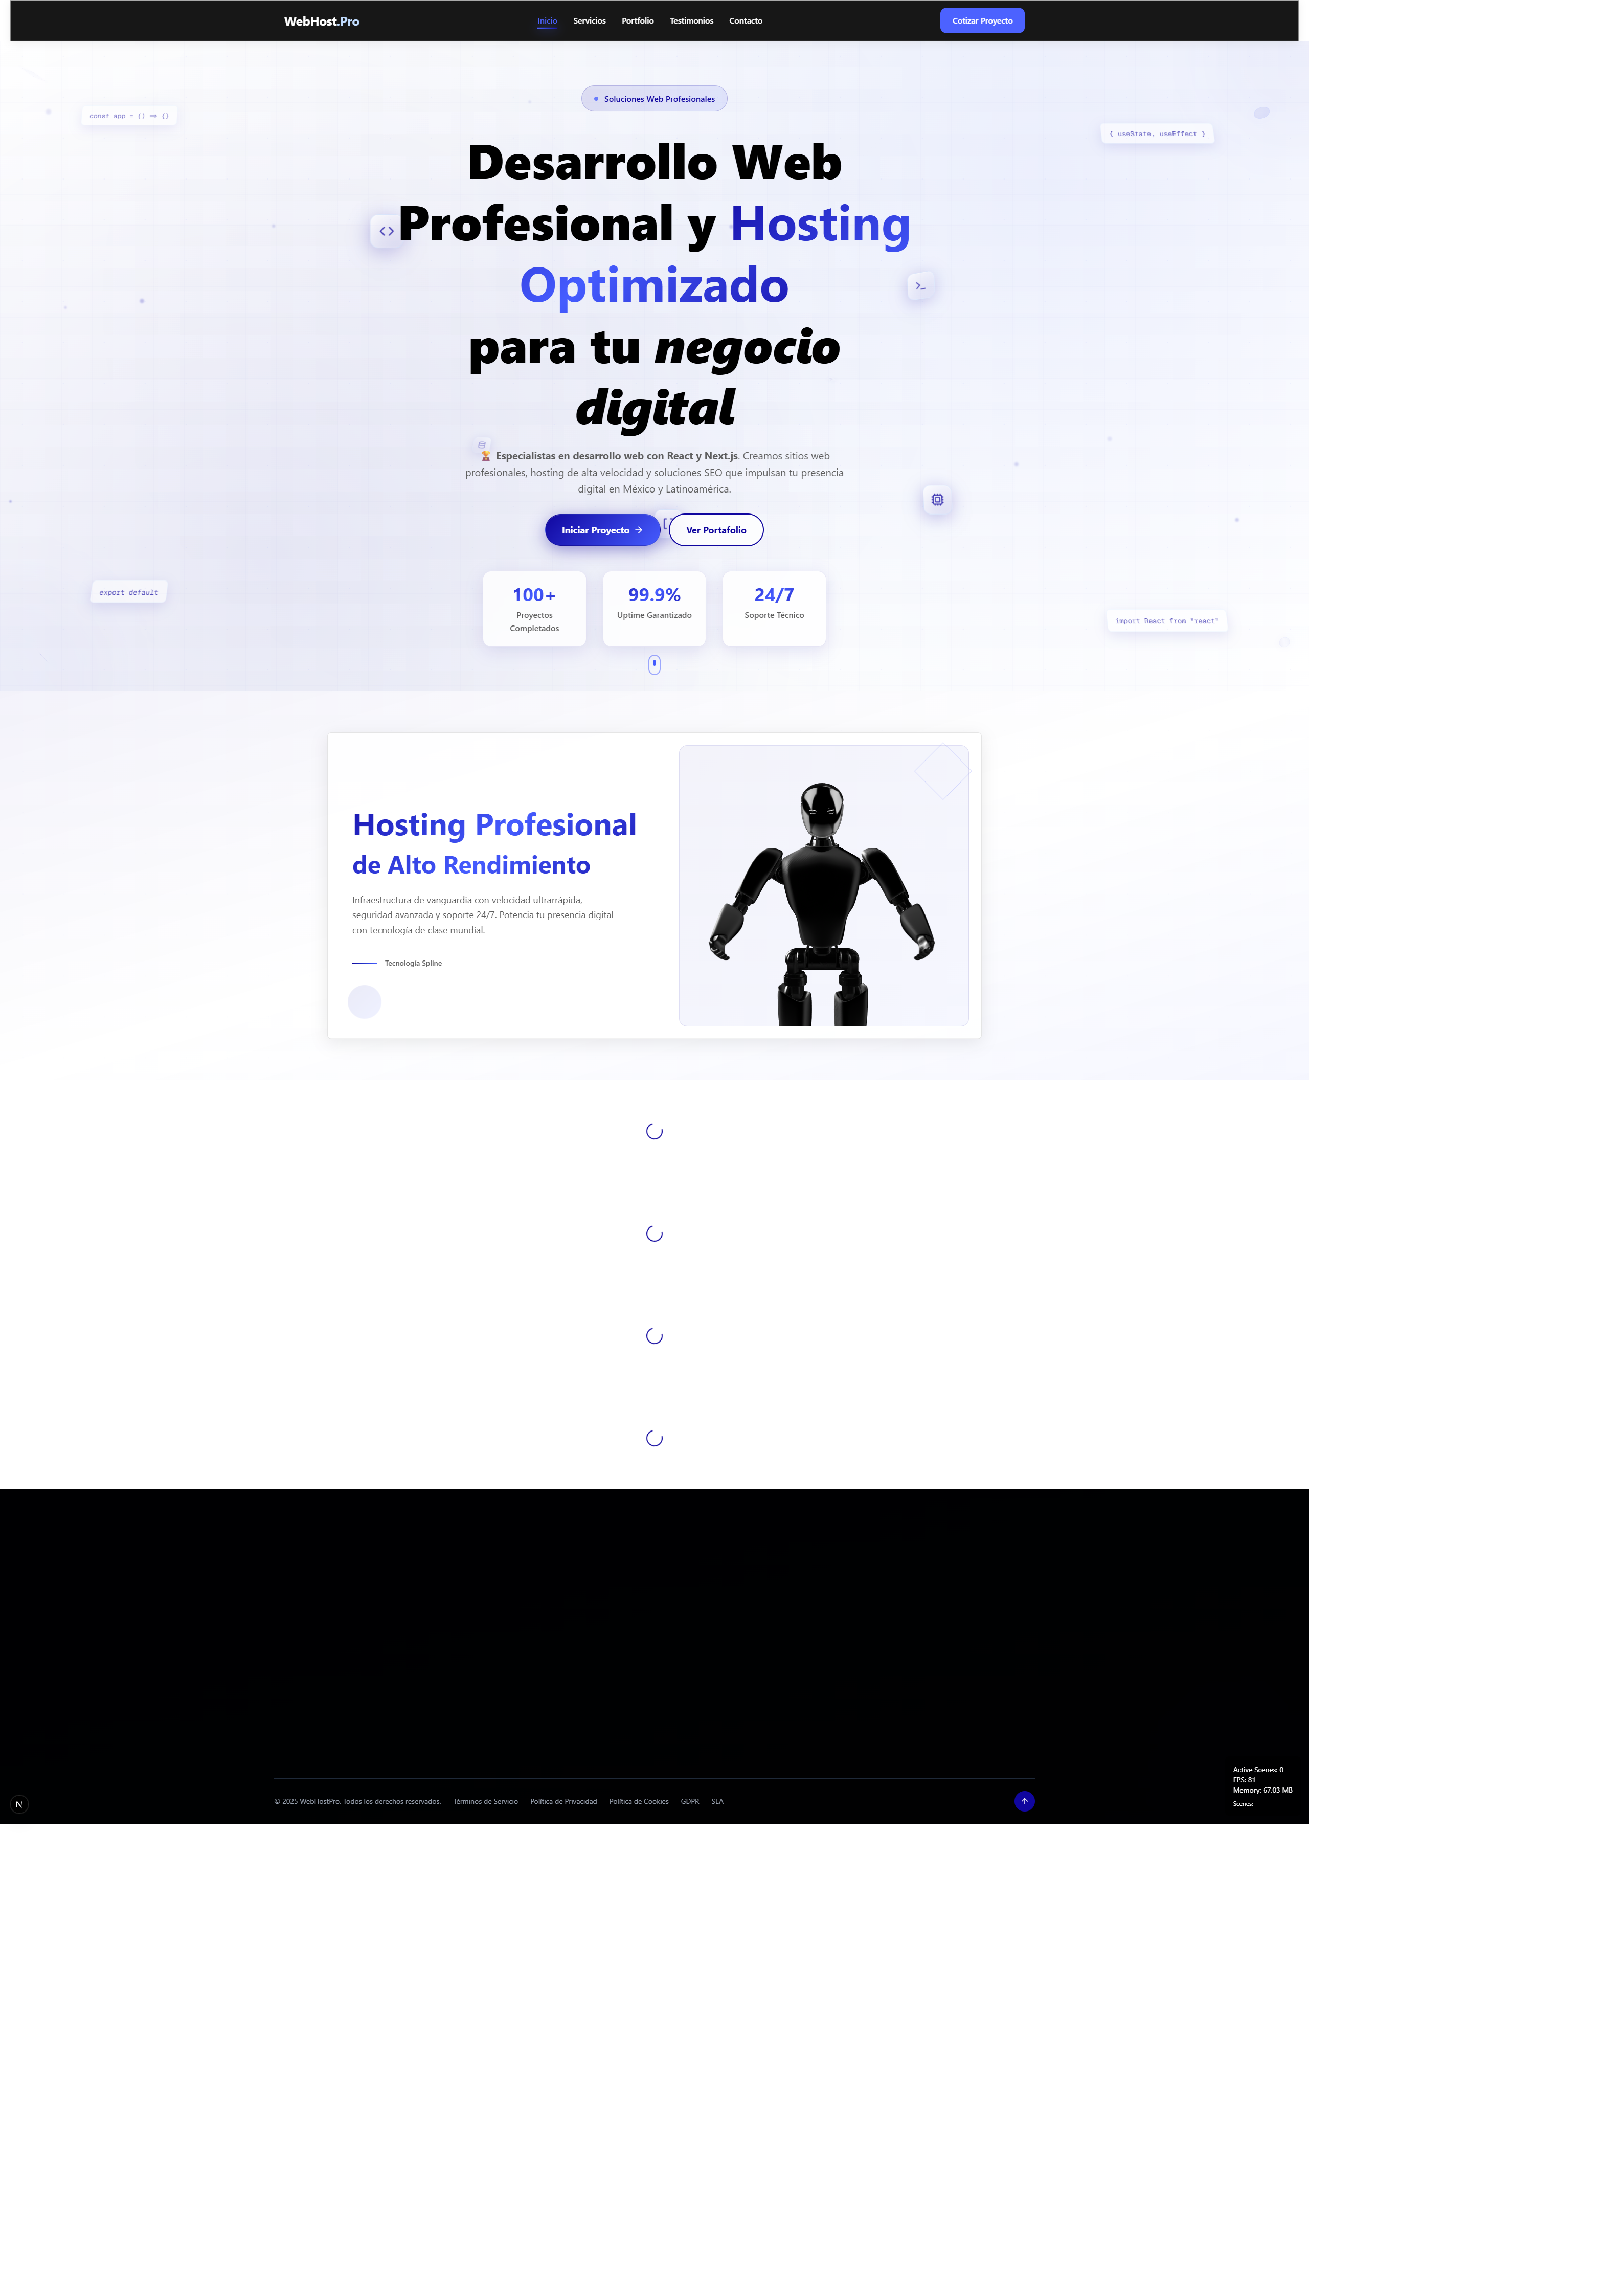 WebHost.Pro
Inicio Servicios Portfolio Testimonios Contacto
Cotizar Proyecto
Soluciones Web Profesionales
const app = () => {}
{ useState, useEffect }
Desarrollo Web
Profesional y Hosting
Optimizado
para tu negocio
digital
Especialistas en desarrollo web con React y Next.js. Creamos sitios web
profesionales, hosting de alta velocidad y soluciones SEO que impulsan tu presencia
digital en México y Latinoamérica.
Iniciar Proyecto →
Ver Portafolio
export default
100+
Proyectos
Completados
99.9%
Uptime Garantizado
24/7
Soporte Técnico
import React from "react"
Hosting Profesional
de Alto Rendimiento
Infraestructura de vanguardia con velocidad ultrarrápida,
seguridad avanzada y soporte 24/7. Potencia tu presencia digital
con tecnología de clase mundial.
Tecnología Spline
Active Scenes: 0
FPS: 81
Memory: 67.03 MB
Scenes:
N
© 2025 WebHostPro. Todos los derechos reservados. Términos de Servicio Política de Privacidad Política de Cookies GDPR SLA